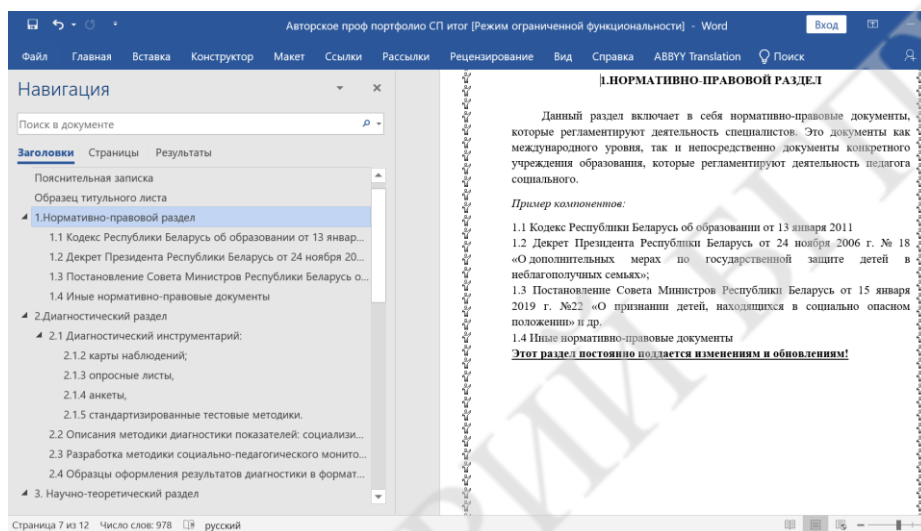 Авторское проф портфолио СП итог [Режим ограниченной функциональности] - Word
Вход
Файл Главная Вставка Конструктор Макет Ссылки Рассылки Рецензирование Вид Справка ABBYY Translation Поиск
Навигация
Поиск в документе
Заголовки Страницы Результаты
Пояснительная записка
Образец титульного листа
1.Нормативно-правовой раздел
1.1 Кодекс Республики Беларусь об образовании от 13 январ...
1.2 Декрет Президента Республики Беларусь от 24 ноября 20...
1.3 Постановление Совета Министров Республики Беларусь о...
1.4 Иные нормативно-правовые документы
2.Диагностический раздел
2.1 Диагностический инструментарий:
2.1.2 карты наблюдений;
2.1.3 опросные листы,
2.1.4 анкеты,
2.1.5 стандартизированные тестовые методики.
2.2 Описания методики диагностики показателей: социализи...
2.3 Разработка методики социально-педагогического монито...
2.4 Образцы оформления результатов диагностики в формат...
3. Научно-теоретический раздел
1.НОРМАТИВНО-ПРАВОВОЙ РАЗДЕЛ
Данный раздел включает в себя нормативно-правовые документы,
которые регламентируют деятельность специалистов. Это документы как
международного уровня, так и непосредственно документы конкретного
учреждения образования, которые регламентируют деятельность педагога
социального.
Пример компонентов:
1.1 Кодекс Республики Беларусь об образовании от 13 января 2011
1.2 Декрет Президента Республики Беларусь от 24 ноября 2006 г. № 18
«О дополнительных мерах по государственной защите детей в
неблагополучных семьях»;
1.3 Постановление Совета Министров Республики Беларусь от 15 января
2019 г. №22 «О признании детей, находящихся в социально опасном
положении» и др.
1.4 Иные нормативно-правовые документы
Этот раздел постоянно поддается изменениям и обновлениям!
Страница 7 из 12 Число слов: 978 русский